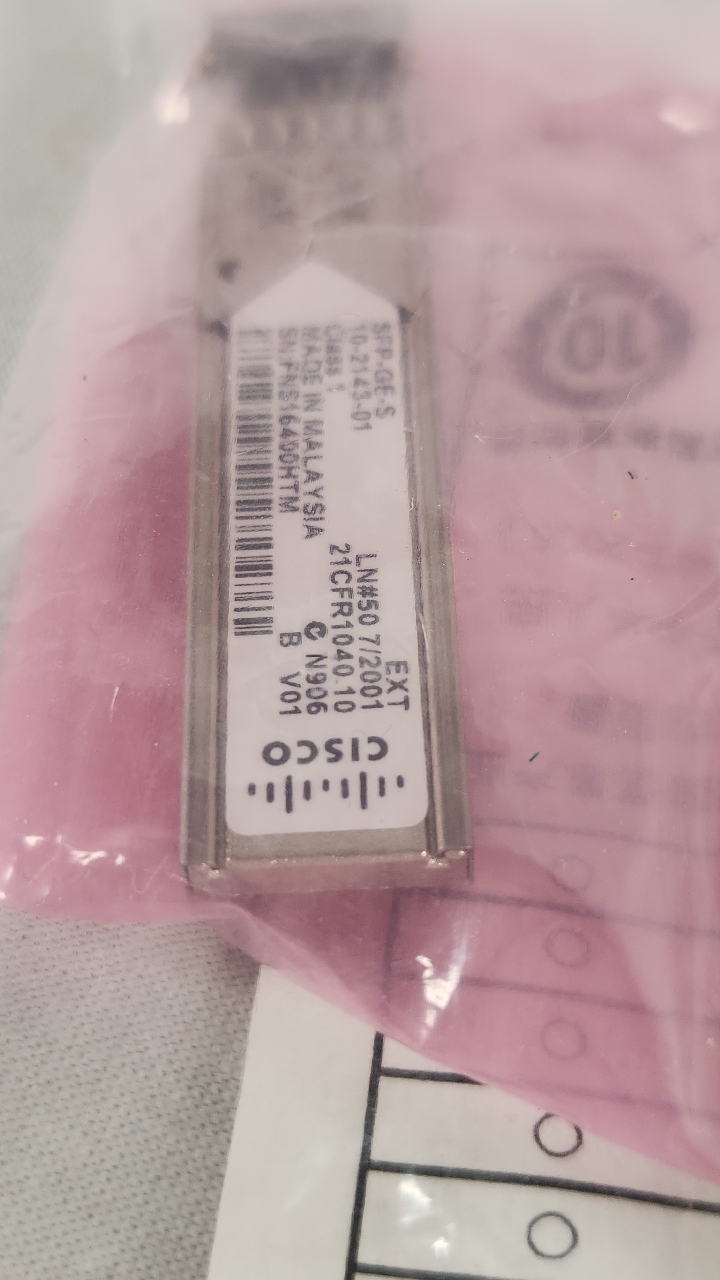 SFP-GE-S
10-2143-01
Class 1
MADE IN MALAYSIA
SN:FNS16400HTM
EXT
LN#50 7/2001
21CFR1040.10
N906
B V01
CISCO
10